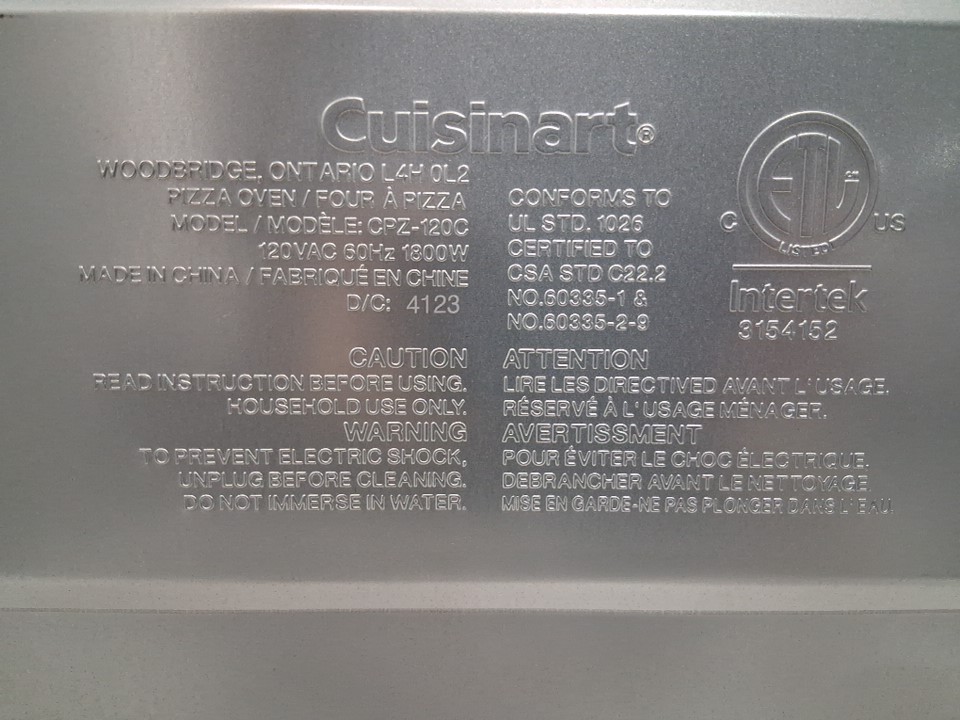 Cuisinart®
WOODBRIDGE, ONTARIO L4H 0L2
PIZZA OVEN / FOUR À PIZZA
MODEL / MODÈLE: CPZ-120C
120VAC 60Hz 1800W
MADE IN CHINA / FABRIQUÉ EN CHINE
D/C: 4123
CONFORMS TO
UL STD. 1026
CERTIFIED TO
CSA STD C22.2
NO.60335-1 &
NO.60335-2-9
ETL CM
LISTED
C US
Intertek
3154152
CAUTION
READ INSTRUCTION BEFORE USING.
HOUSEHOLD USE ONLY.
WARNING
TO PREVENT ELECTRIC SHOCK,
UNPLUG BEFORE CLEANING.
DO NOT IMMERSE IN WATER.
ATTENTION
LIRE LES DIRECTIVED AVANT L'USAGE.
RÉSERVÉ À L'USAGE MÉNAGER.
AVERTISSMENT
POUR ÉVITER LE CHOC ÉLECTRIQUE.
DEBRANCHER AVANT LE NETTOYAGE
MISE EN GARDE-NE PAS PLONGER DANS L'EAU.